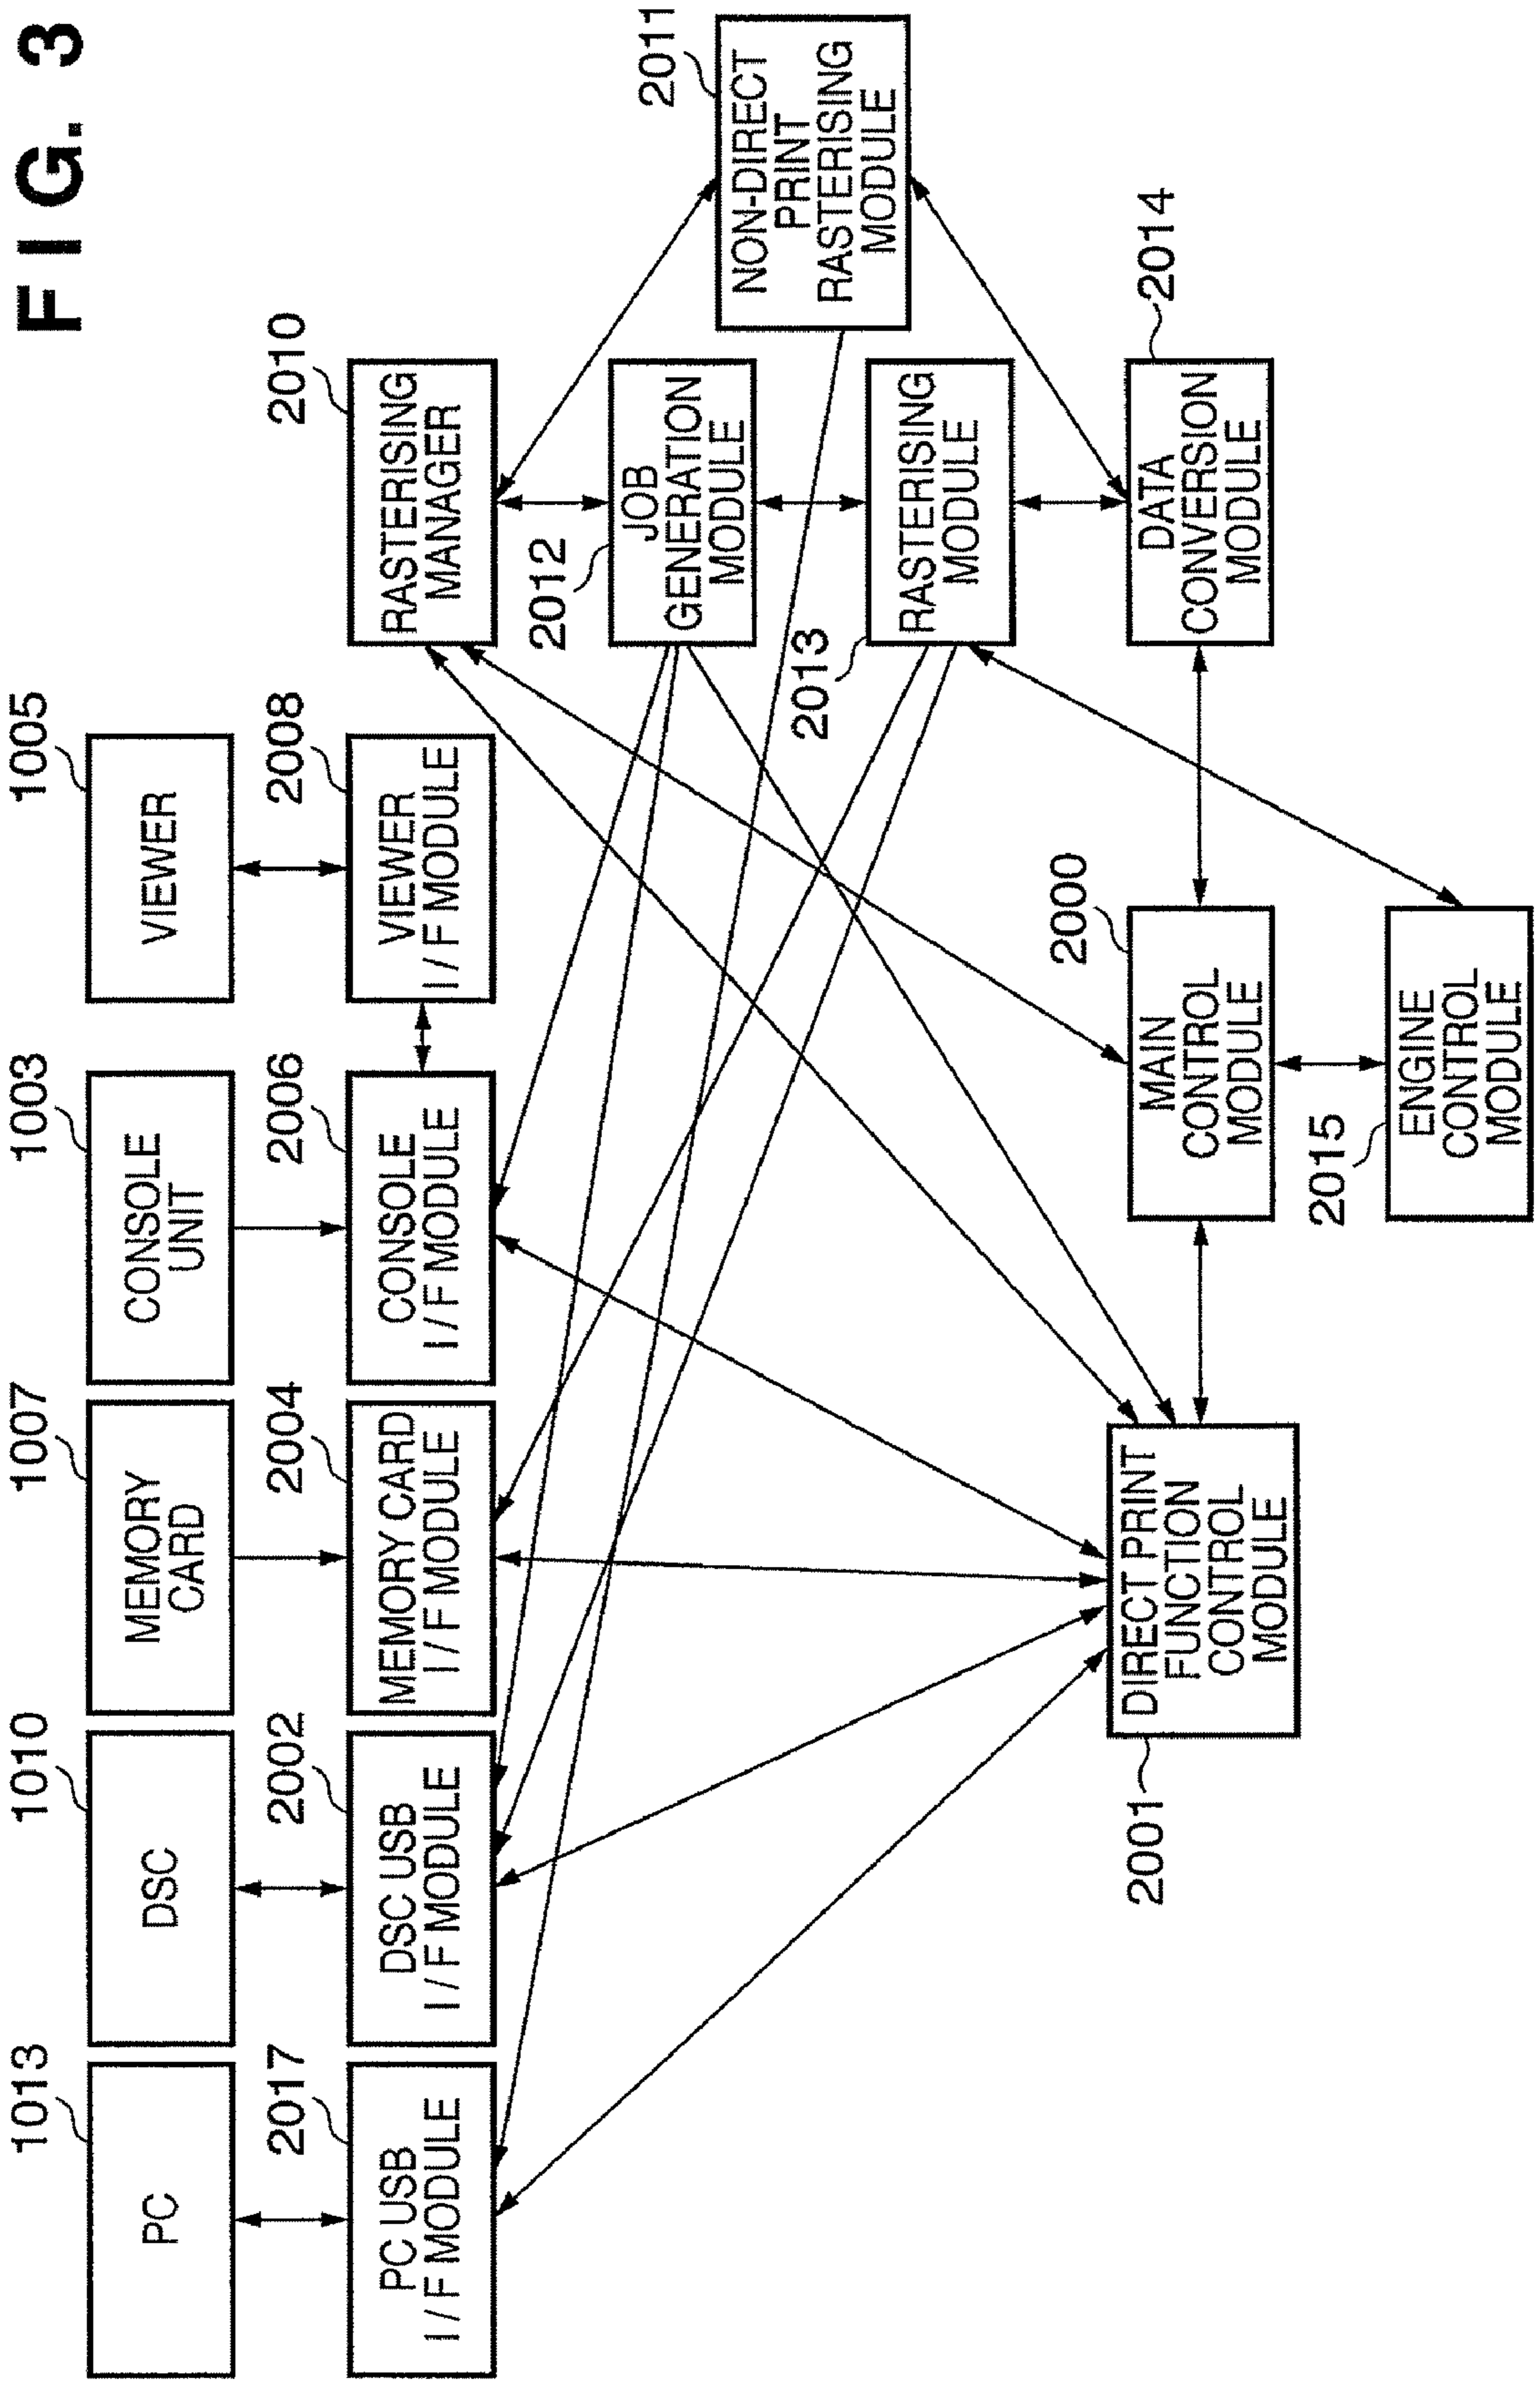 FIG. 3
1013
PC
1010
DSC
1007
MEMORY
CARD
1003
CONSOLE
UNIT
1005
VIEWER
2017
PC USB
I / F MODULE
2002
DSC USB
I / F MODULE
2004
MEMORY CARD
I / F MODULE
2006
CONSOLE
I / F MODULE
2008
VIEWER
I / F MODULE
2010
RASTERISING
MANAGER
2012
JOB
GENERATION
MODULE
2011
NON-DIRECT
PRINT
RASTERISING
MODULE
2013
RASTERISING
MODULE
2014
DATA
CONVERSION
MODULE
2001
DIRECT PRINT
FUNCTION
CONTROL
MODULE
2000
MAIN
CONTROL
MODULE
2015
ENGINE
CONTROL
MODULE